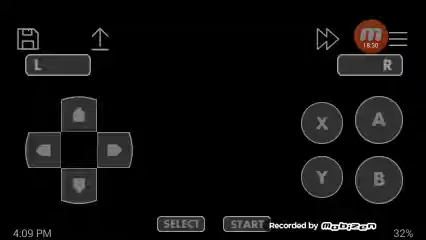 18:30
L
R
X
A
Y
B
SELECT
START
Recorded by Mobizen
4:09 PM
32%